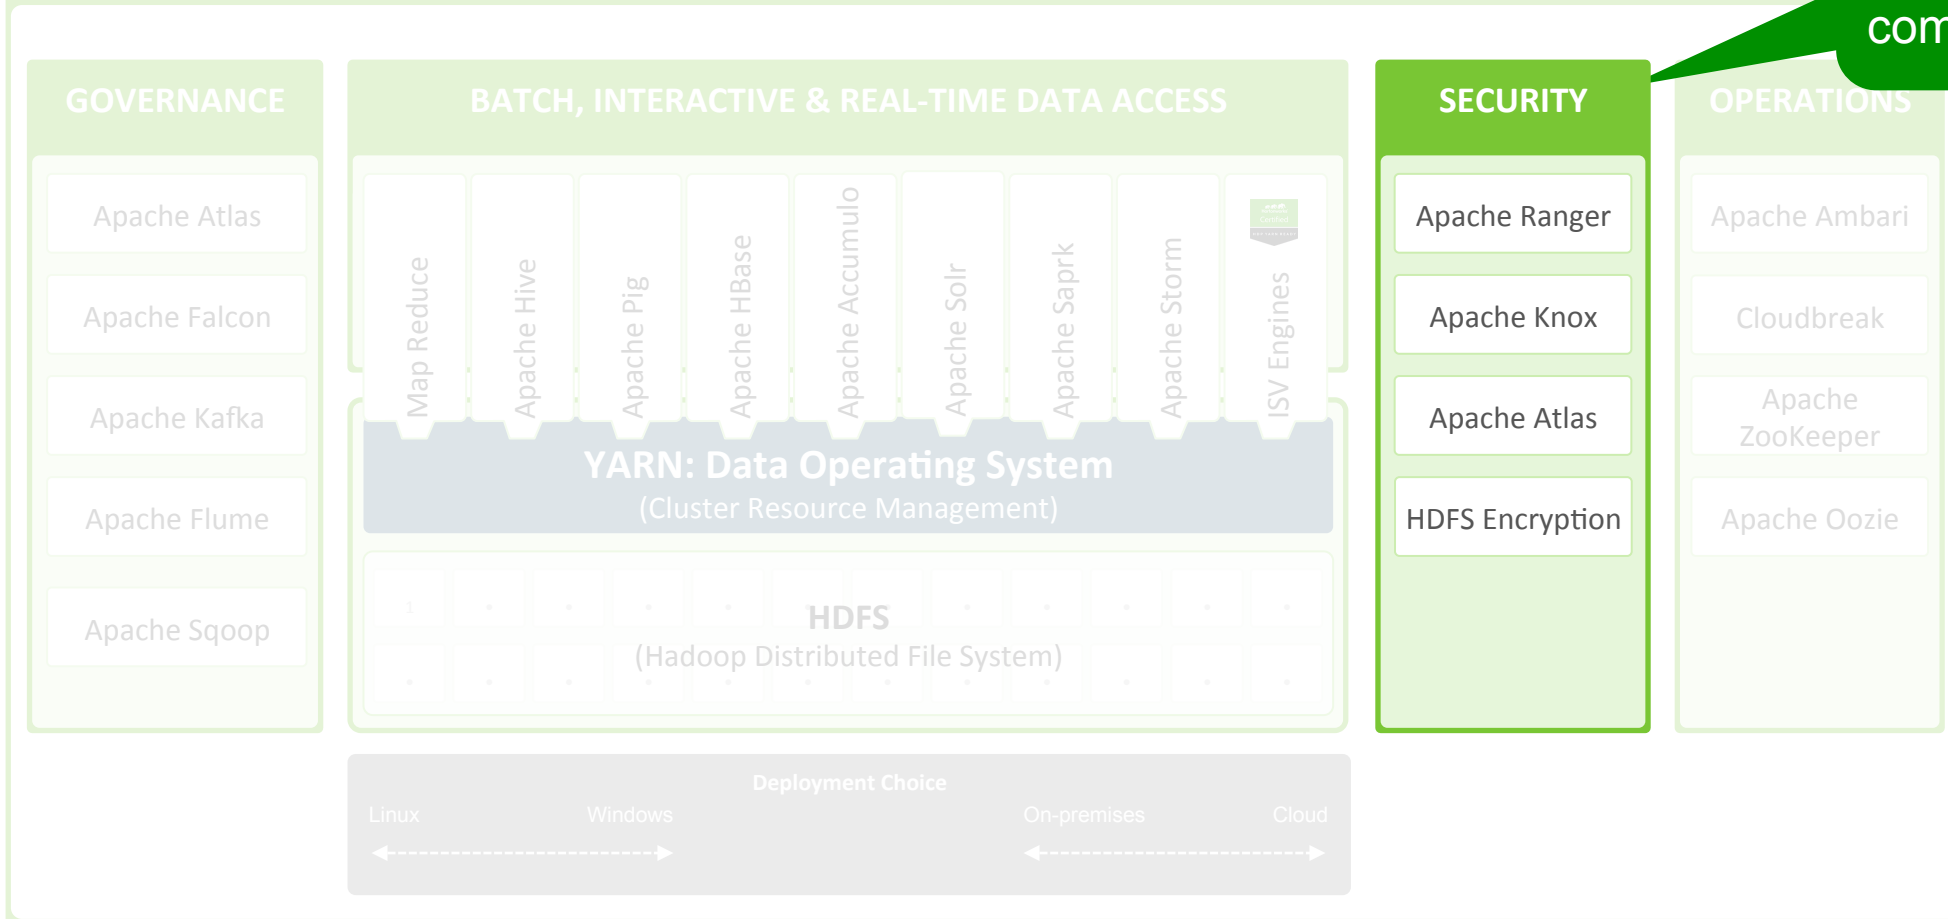 com
GOVERNANCE
Apache Atlas
Apache Falcon
Apache Kafka
Apache Flume
Apache Sqoop
BATCH, INTERACTIVE & REAL-TIME DATA ACCESS
Map Reduce
Apache Hive
Apache Pig
Apache HBase
Apache Accumulo
Apache Solr
Apache Saprk
Apache Storm
Certified
ISV Engines
YARN: Data Operating System
(Cluster Resource Management)
1
HDFS
(Hadoop Distributed File System)
SECURITY
Apache Ranger
Apache Knox
Apache Atlas
HDFS Encryption
OPERATIONS
Apache Ambari
Cloudbreak
Apache
ZooKeeper
Apache Oozie
Deployment Choice
Linux Windows On-premises Cloud